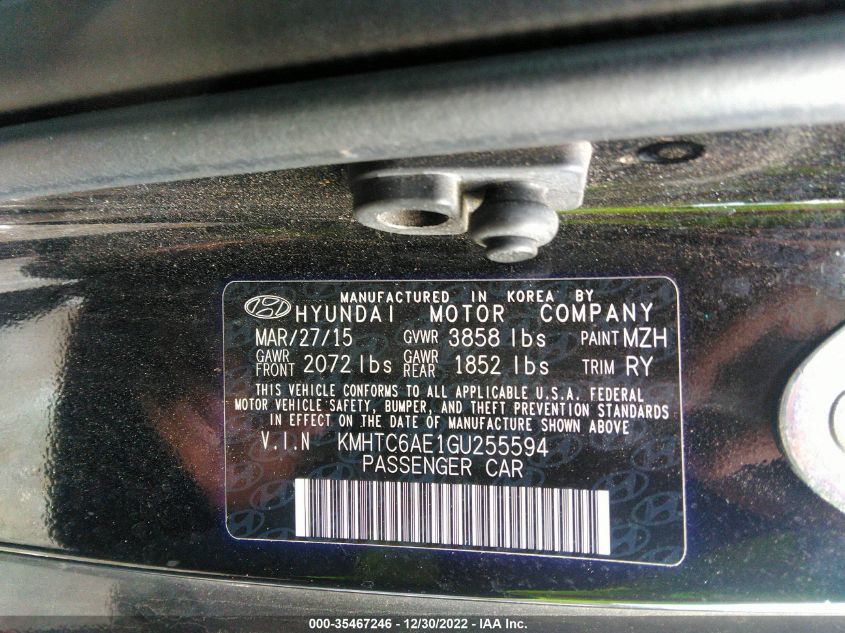 MANUFACTURED IN KOREA BY
HYUNDAI MOTOR COMPANY
MAR/27/15 GVWR 3858 lbs PAINT MZH
GAWR FRONT 2072 lbs GAWR REAR 1852 lbs TRIM RY
THIS VEHICLE CONFORMS TO ALL APPLICABLE U.S.A. FEDERAL
MOTOR VEHICLE SAFETY, BUMPER, AND THEFT PREVENTION STANDARDS
IN EFFECT ON THE DATE OF MANUFACTURE SHOWN ABOVE
V.I.N KMHTC6AE1GU255594
PASSENGER CAR
000-35467246 - 12/30/2022 - IAA Inc.